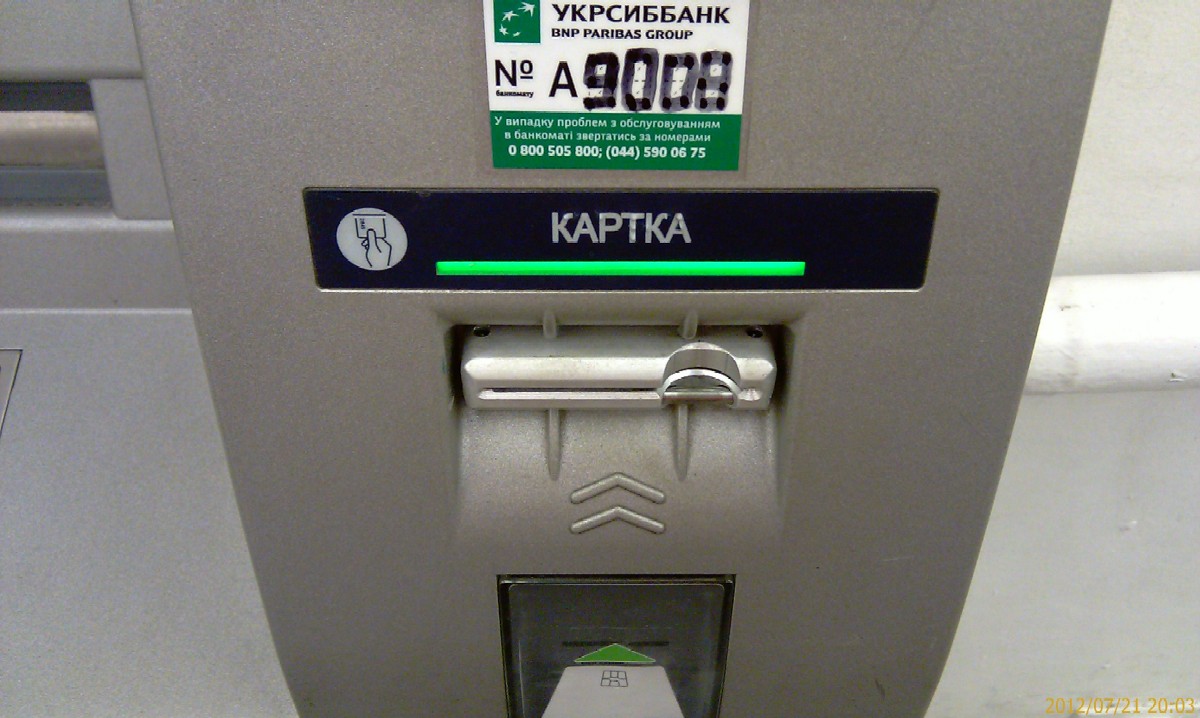 УКРСИББАНК
BNP PARIBAS GROUP
№ А9008
банкомату
У випадку проблем з обслуговуванням
в банкоматі звертатись за номерами
0 800 505 800; (044) 590 06 75
КАРТКА
2012/07/21 20:03